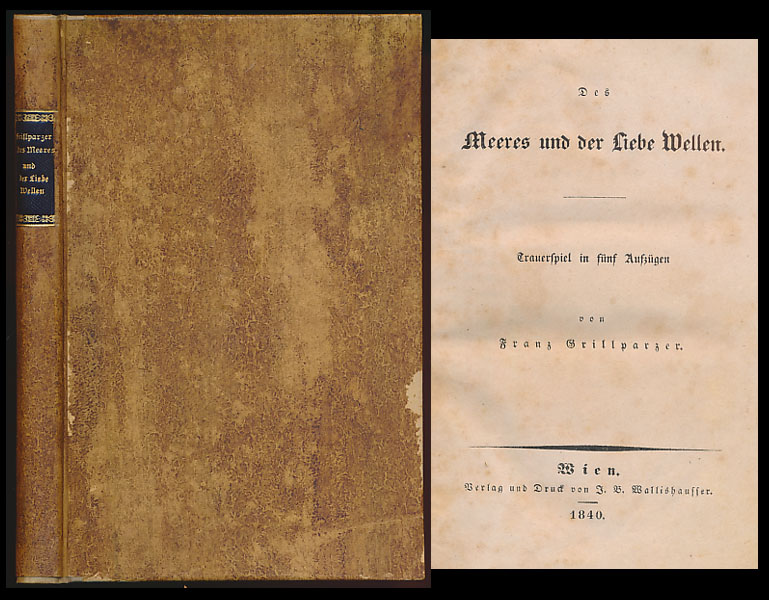 Grillparzer
Des Meeres
und
der Liebe
Wellen
Des
Meeres und der Liebe Wellen.
Trauerspiel in fünf Aufzügen
von
Franz Grillparzer.
Wien.
Verlag und Druck von J. B. Wallishausser.
1840.